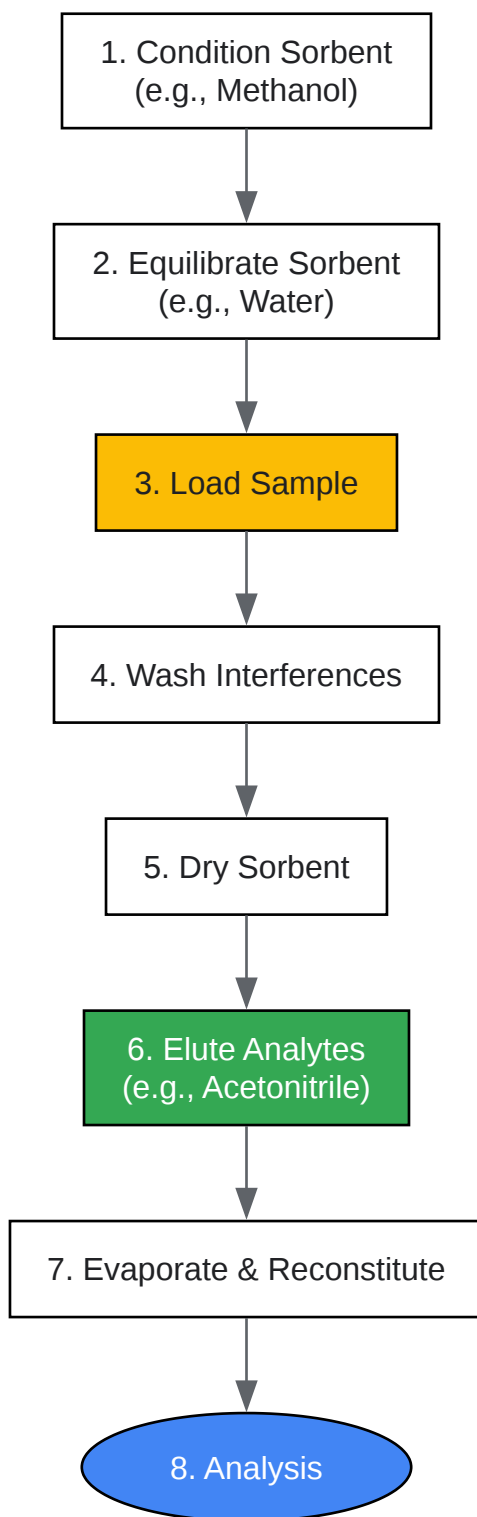 1. Condition Sorbent
(e.g., Methanol)
2. Equilibrate Sorbent
(e.g., Water)
3. Load Sample
4. Wash Interferences
5. Dry Sorbent
6. Elute Analytes
(e.g., Acetonitrile)
7. Evaporate & Reconstitute
8. Analysis